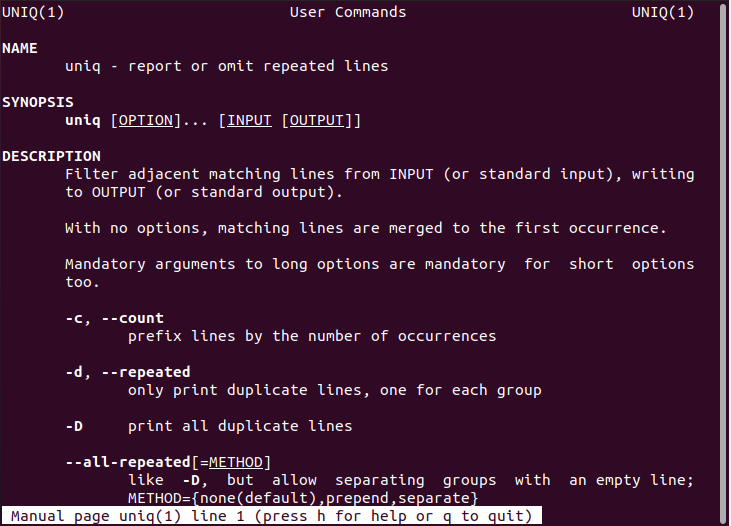 UNIQ(1) User Commands UNIQ(1)
NAME
uniq - report or omit repeated lines
SYNOPSIS
uniq [OPTION]... [INPUT [OUTPUT]]
DESCRIPTION
Filter adjacent matching lines from INPUT (or standard input), writing
to OUTPUT (or standard output).
With no options, matching lines are merged to the first occurrence.
Mandatory arguments to long options are mandatory for short options
too.
-c, --count
prefix lines by the number of occurrences
-d, --repeated
only print duplicate lines, one for each group
-D print all duplicate lines
--all-repeated[=METHOD]
like -D, but allow separating groups with an empty line;
METHOD={none(default),prepend,separate}
Manual page uniq(1) line 1 (press h for help or q to quit)